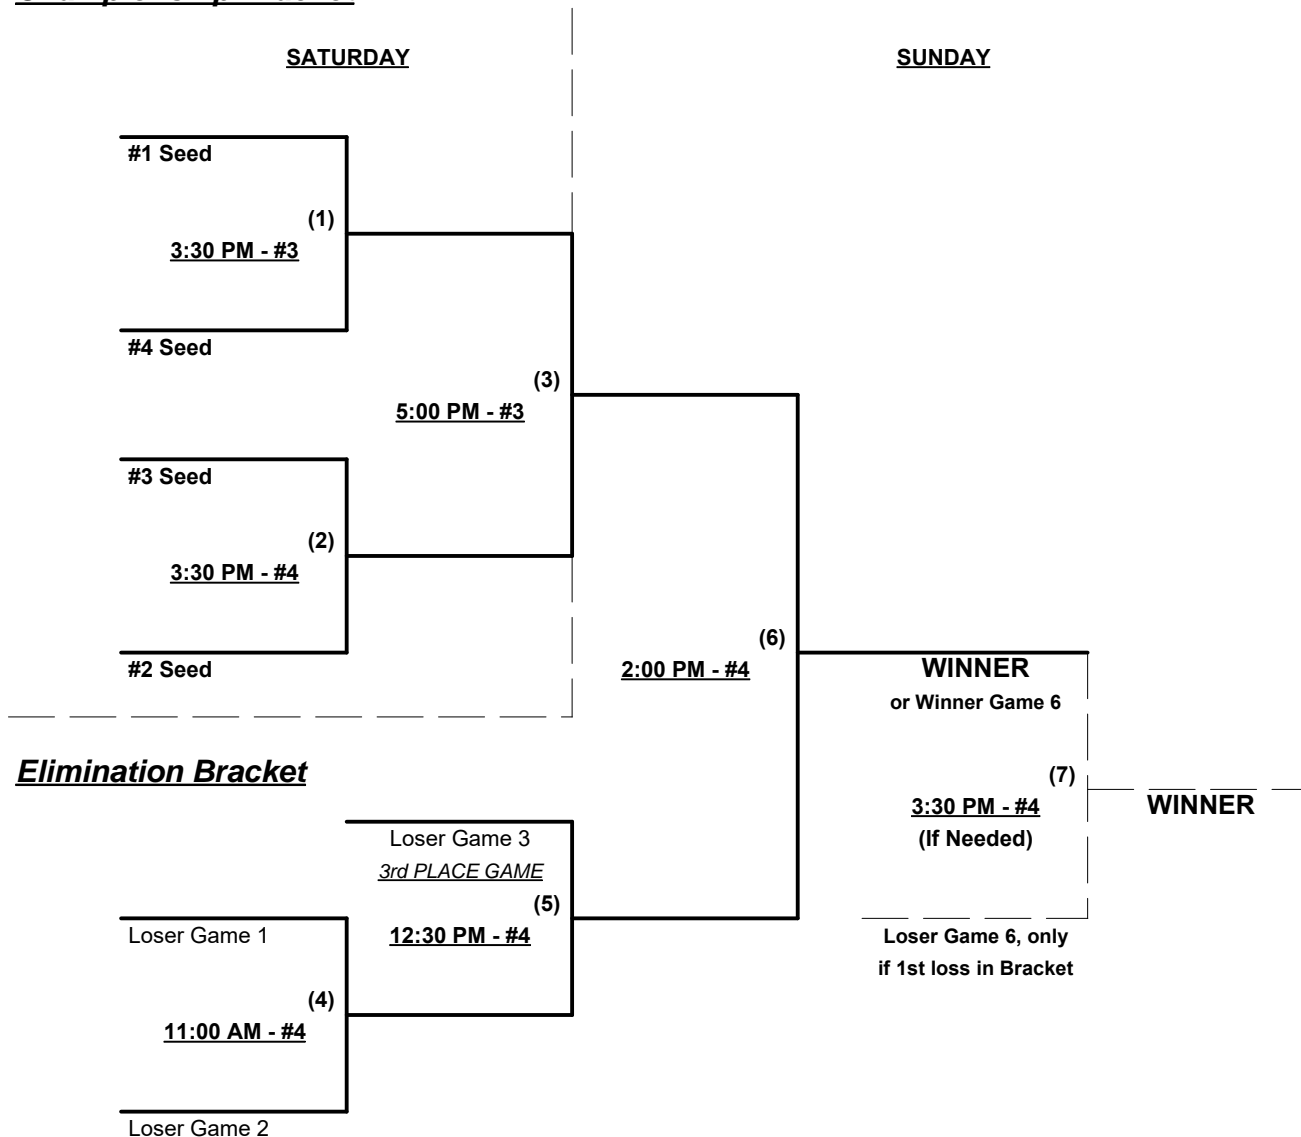 SATURDAY
SUNDAY
#1 Seed
(1)
3:30 PM - #3
#4 Seed
(3)
5:00 PM - #3
#3 Seed
(2)
3:30 PM - #4
#2 Seed
(6)
2:00 PM - #4
WINNER
or Winner Game 6
Elimination Bracket
(7)
3:30 PM - #4
(If Needed)
WINNER
Loser Game 3
3rd PLACE GAME
(5)
12:30 PM - #4
Loser Game 1
Loser Game 6, only
if 1st loss in Bracket
(4)
11:00 AM - #4
Loser Game 2